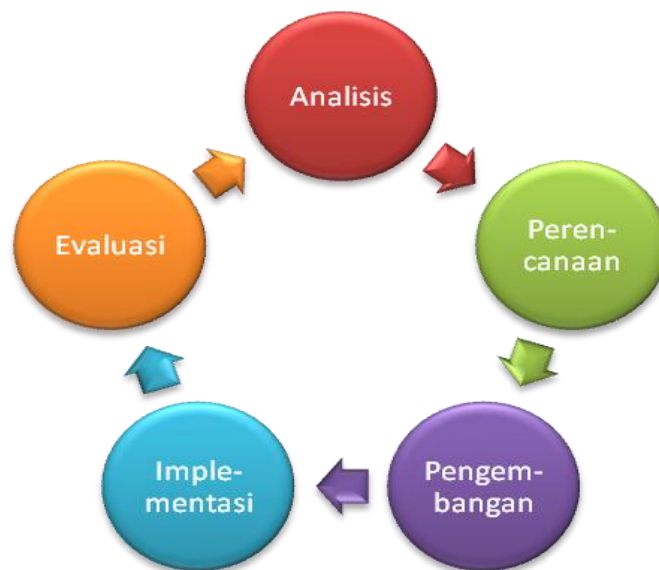 Analisis
Peren-
canaan
Pengem-
bangan
Imple-
mentasi
Evaluasi